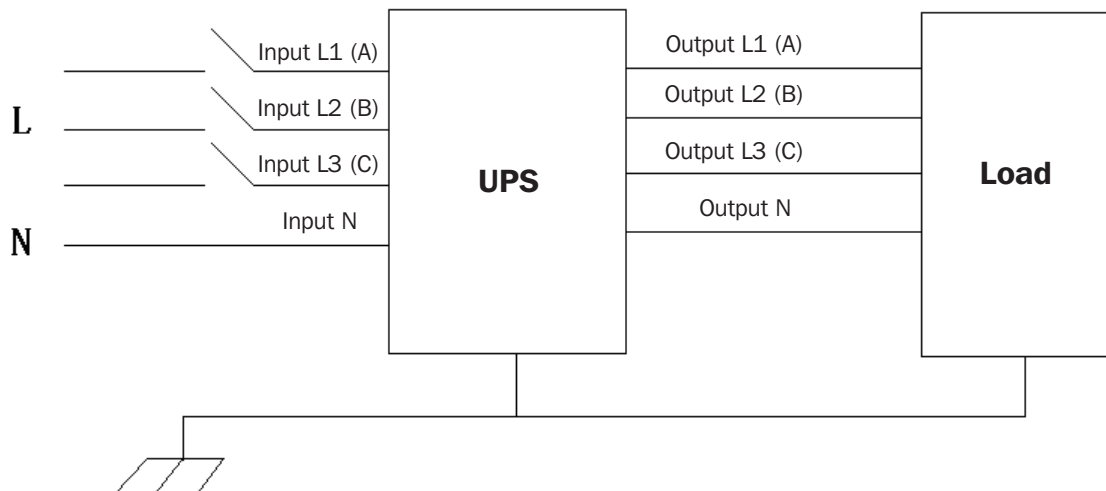 Input L1 (A)
Output L1 (A)
Input L2 (B)
Output L2 (B)
L
Input L3 (C)
Output L3 (C)
UPS
Load
Input N
Output N
N